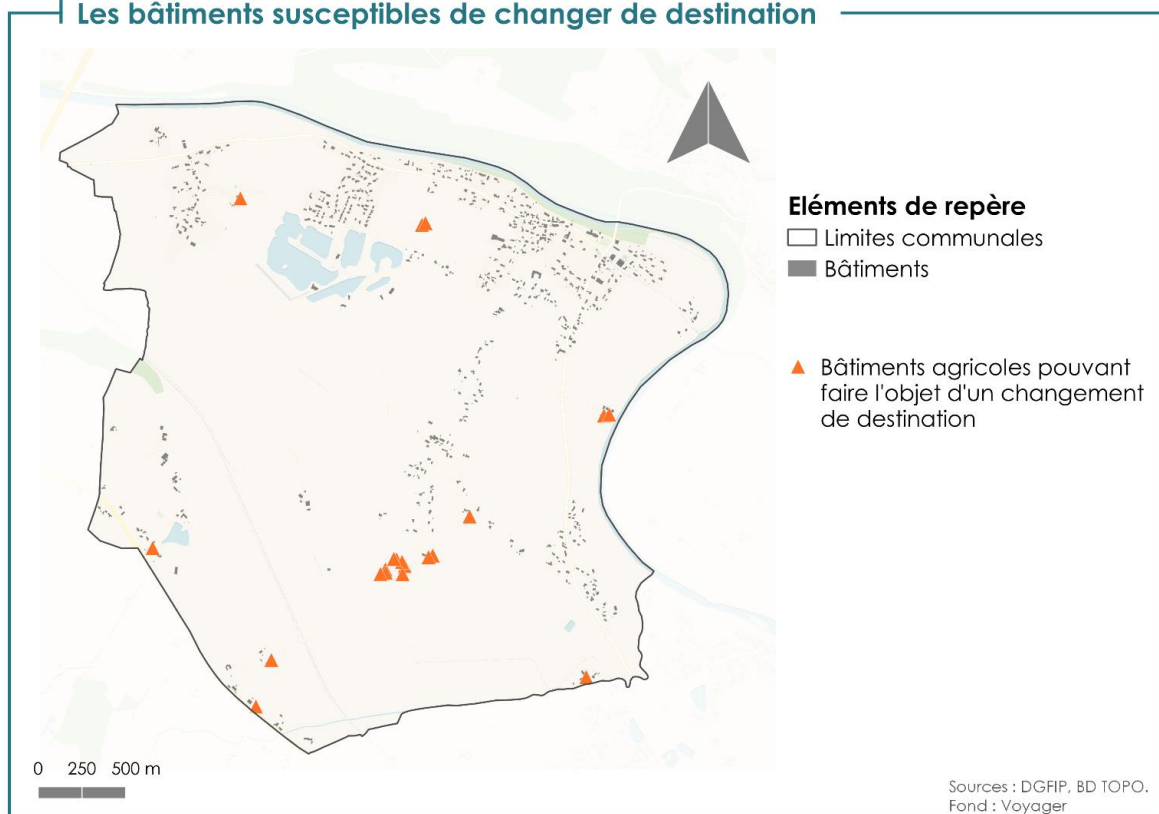 Les bâtiments susceptibles de changer de destination
Eléments de repère
Limites communales
Bâtiments
Bâtiments agricoles pouvant
faire l'objet d'un changement
de destination
0 250 500 m
Sources : DGFIP, BD TOPO.
Fond : Voyager